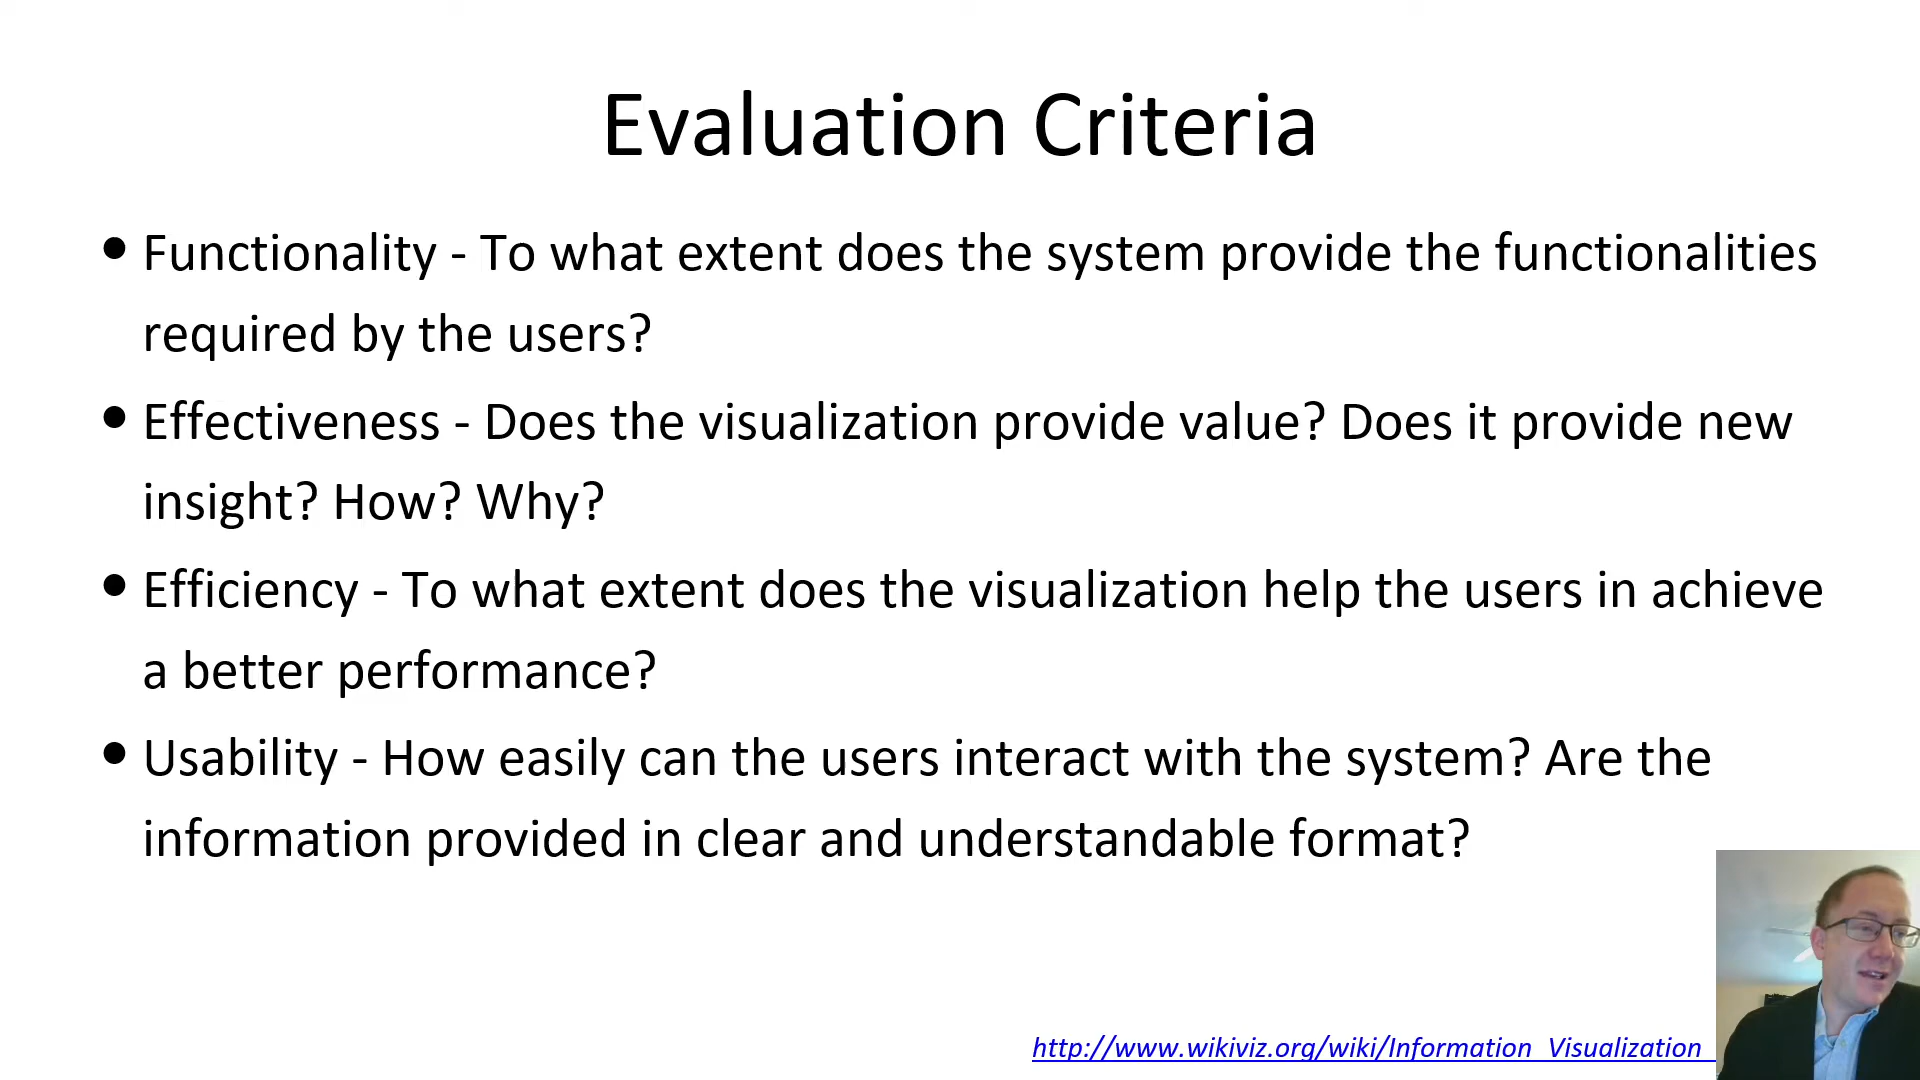 Evaluation Criteria
• Functionality - To what extent does the system provide the functionalities
required by the users?
• Effectiveness - Does the visualization provide value? Does it provide new
insight? How? Why?
• Efficiency - To what extent does the visualization help the users in achieve
a better performance?
• Usability - How easily can the users interact with the system? Are the
information provided in clear and understandable format?
http://www.wikiviz.org/wiki/Information_Visualization_